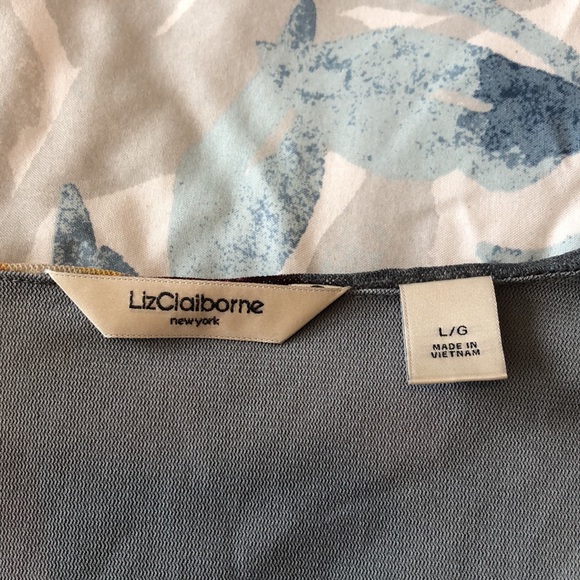 LizClaiborne
newyork
L/G
MADE IN
VIETNAM